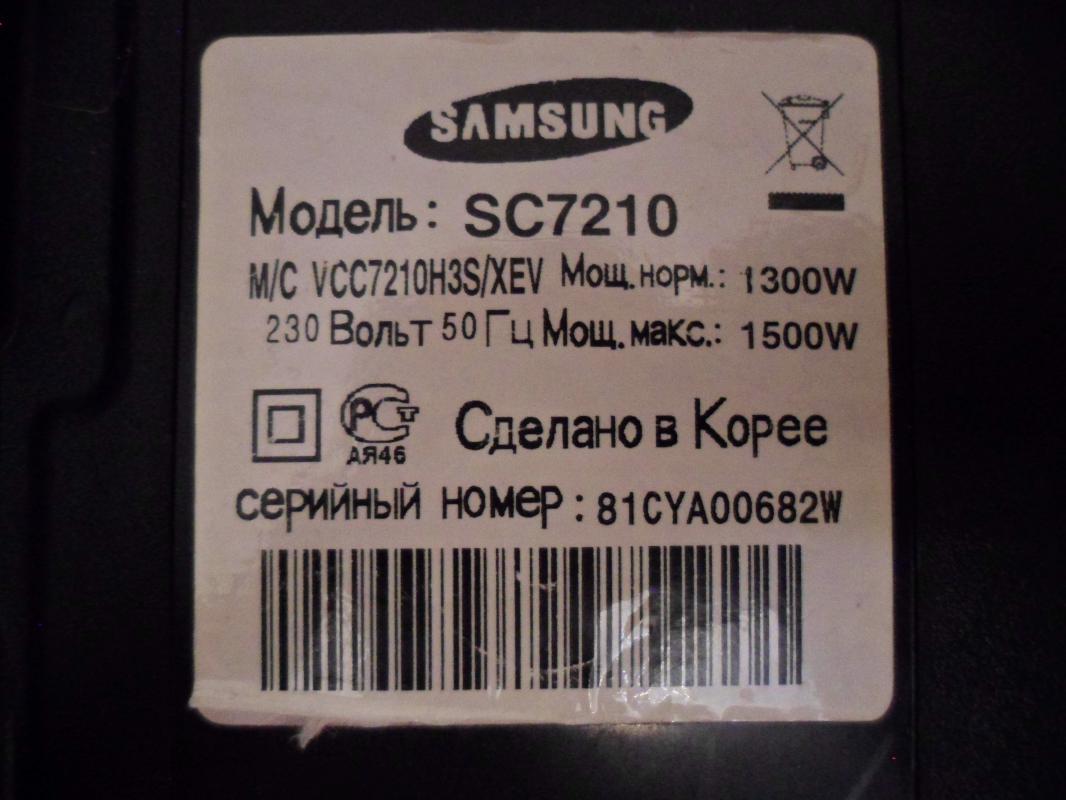 SAMSUNG
Модель: SC7210
M/C VCC7210H3S/XEV Мощ.норм.: 1300W
230 Вольт 50 Гц Мощ.макс.: 1500W
РСТ
АЯ46
Сделано в Корее
серийный номер: 81CYA00682W